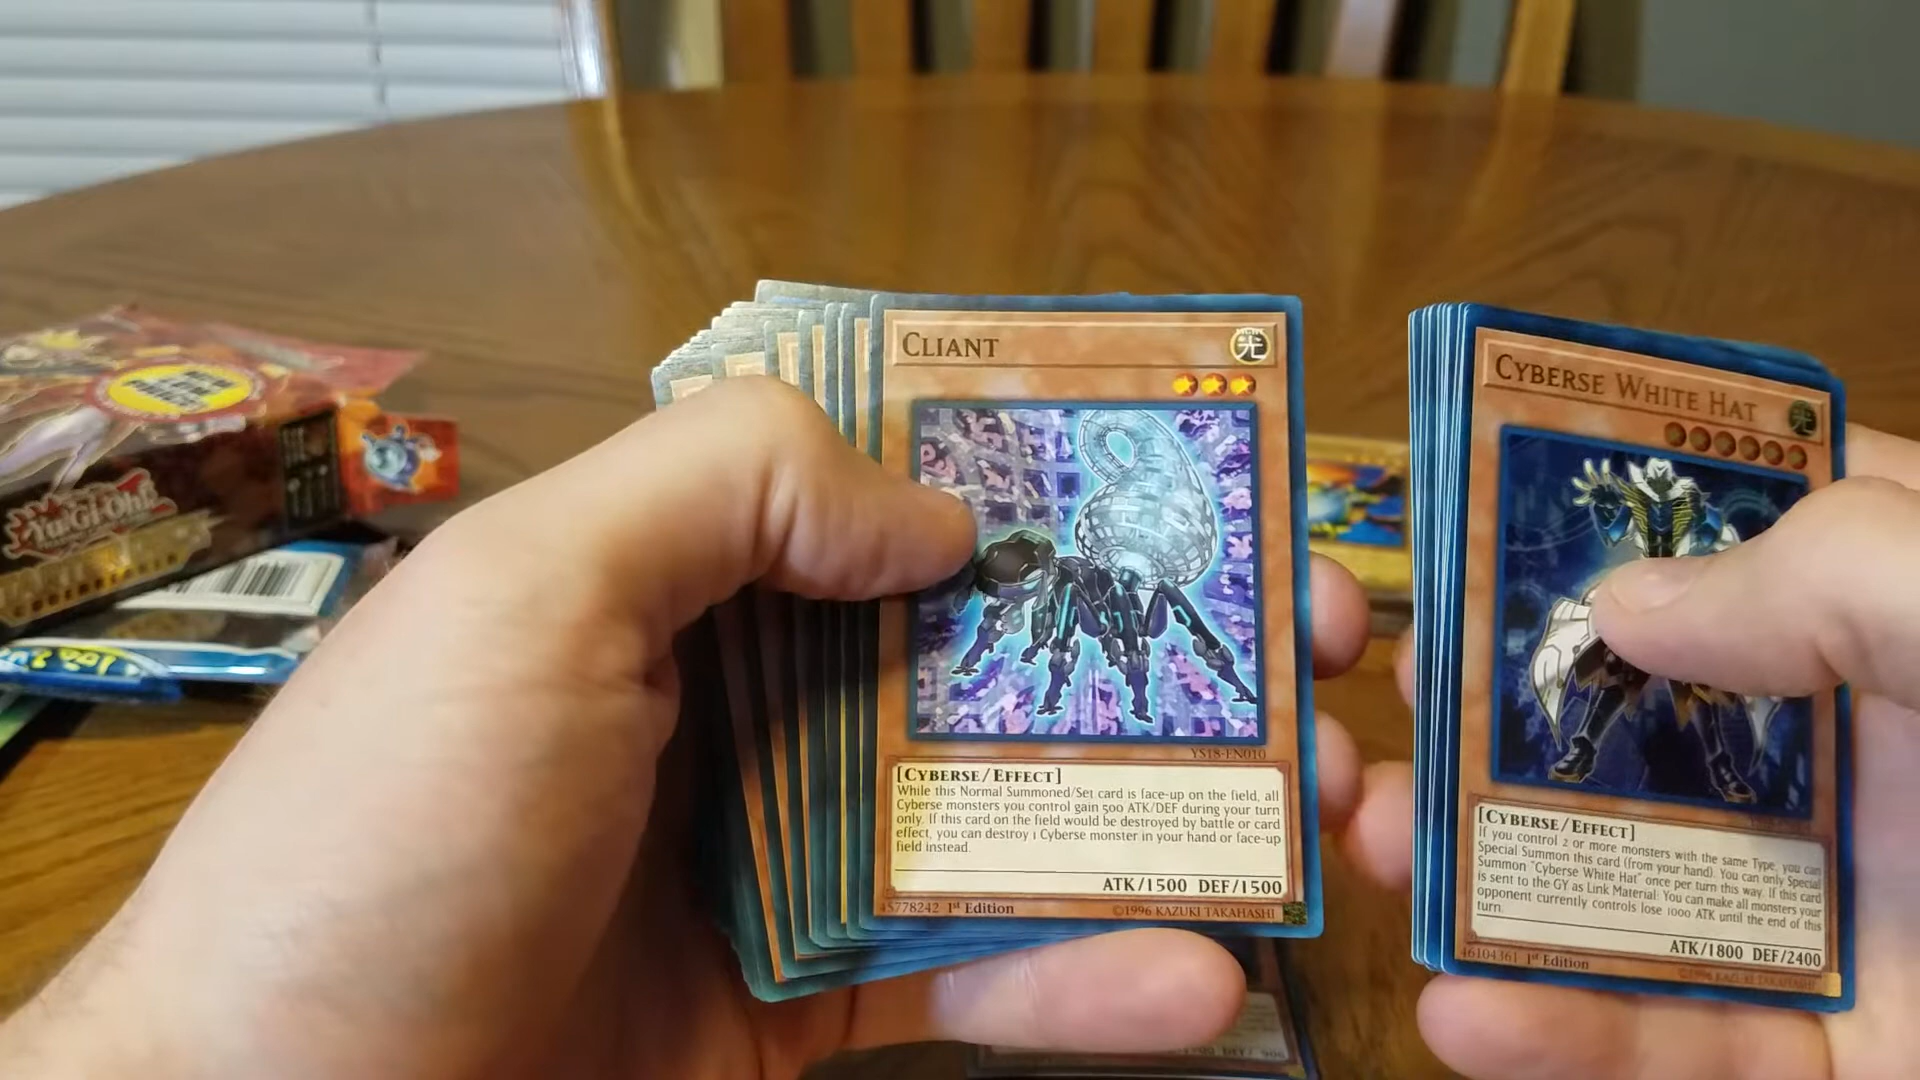 CLIANT
光
YS18-EN010
[CYBERSE/EFFECT]
While this Normal Summoned/Set card is face-up on the field, all
Cyberse monsters you control gain 500 ATK/DEF during your turn
only. If this card on the field would be destroyed by battle or card
effect, you can destroy 1 Cyberse monster in your hand or face-up
field instead.
ATK/1500 DEF/1500
45778242 1st Edition
©1996 KAZUKI TAKAHASHI
CYBERSE WHITE HAT
光
[CYBERSE/EFFECT]
If you control 2 or more monsters with the same Type, you can
Special Summon this card (from your hand). You can only Special
Summon "Cyberse White Hat" once per turn this way. If this card
is sent to the GY as Link Material: You can make all monsters your
opponent currently controls lose 1000 ATK until the end of this
turn.
ATK/1800 DEF/2400
46104361 1st Edition
©1996 KAZUKI TAKAHASHI
Yu-Gi-Oh!